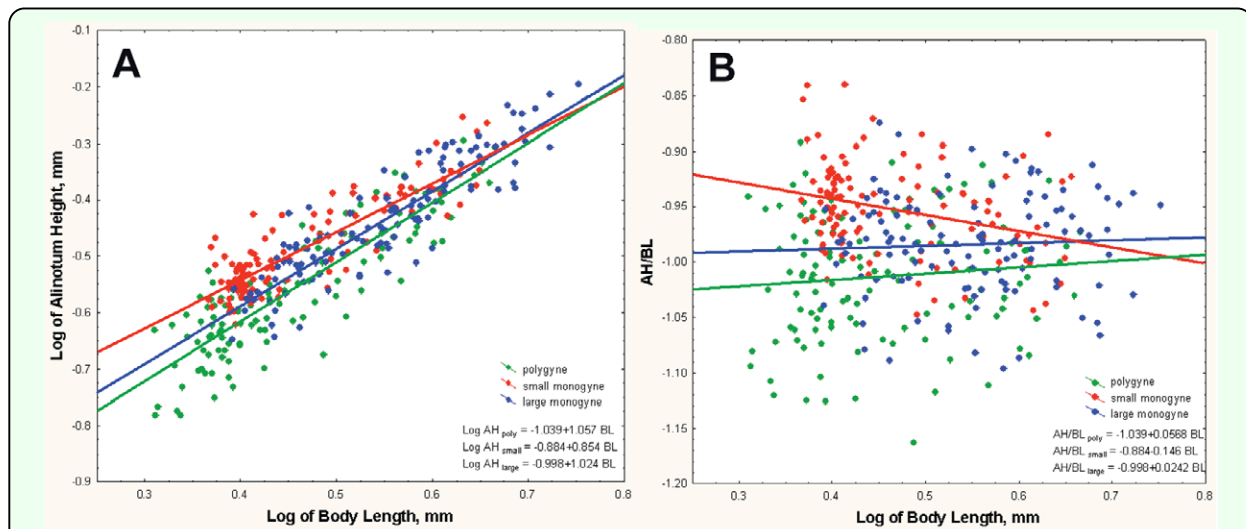 A
-0.1
-0.2
-0.3
-0.4
-0.5
-0.6
-0.7
-0.8
-0.9
Log of Alinotum Height, mm
polygyne
small monogyne
large monogyne
Log AH poly = -1.039+1.057 BL
Log AH small = -0.884+0.854 BL
Log AH large = -0.998+1.024 BL
0.3 0.4 0.5 0.6 0.7 0.8
Log of Body Length, mm
B
-0.80
-0.85
-0.90
-0.95
-1.00
-1.05
-1.10
-1.15
-1.20
AH/BL
polygyne
small monogyne
large monogyne
AH/BL poly = -1.039+0.0568 BL
AH/BL small = -0.884-0.146 BL
AH/BL large = -0.998+0.0242 BL
0.3 0.4 0.5 0.6 0.7 0.8
Log of Body Length, mm